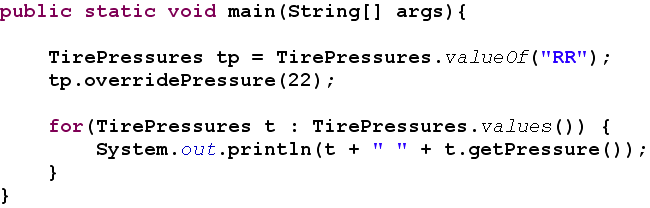 public static void main(String[] args){
TirePressures tp = TirePressures.valueOf("RR");
tp.overridePressure(22);
for(TirePressures t : TirePressures.values()) {
System.out.println(t + " " + t.getPressure());
}
}